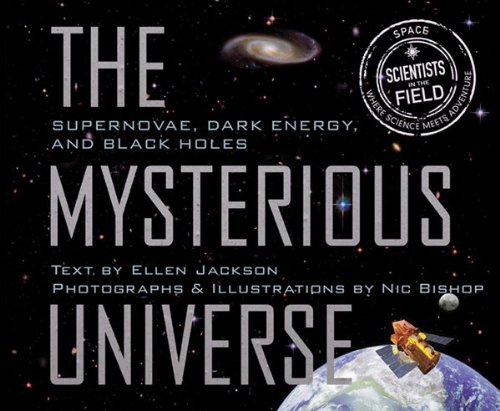 THE
SUPERNOVAE, DARK ENERGY,
AND BLACK HOLES
MYSTERIOUS
TEXT BY ELLEN JACKSON
PHOTOGRAPHS & ILLUSTRATIONS BY NIC BISHOP
UNIVERSE
SPACE
SCIENTISTS
IN THE
FIELD
WHERE SCIENCE MEETS ADVENTURE